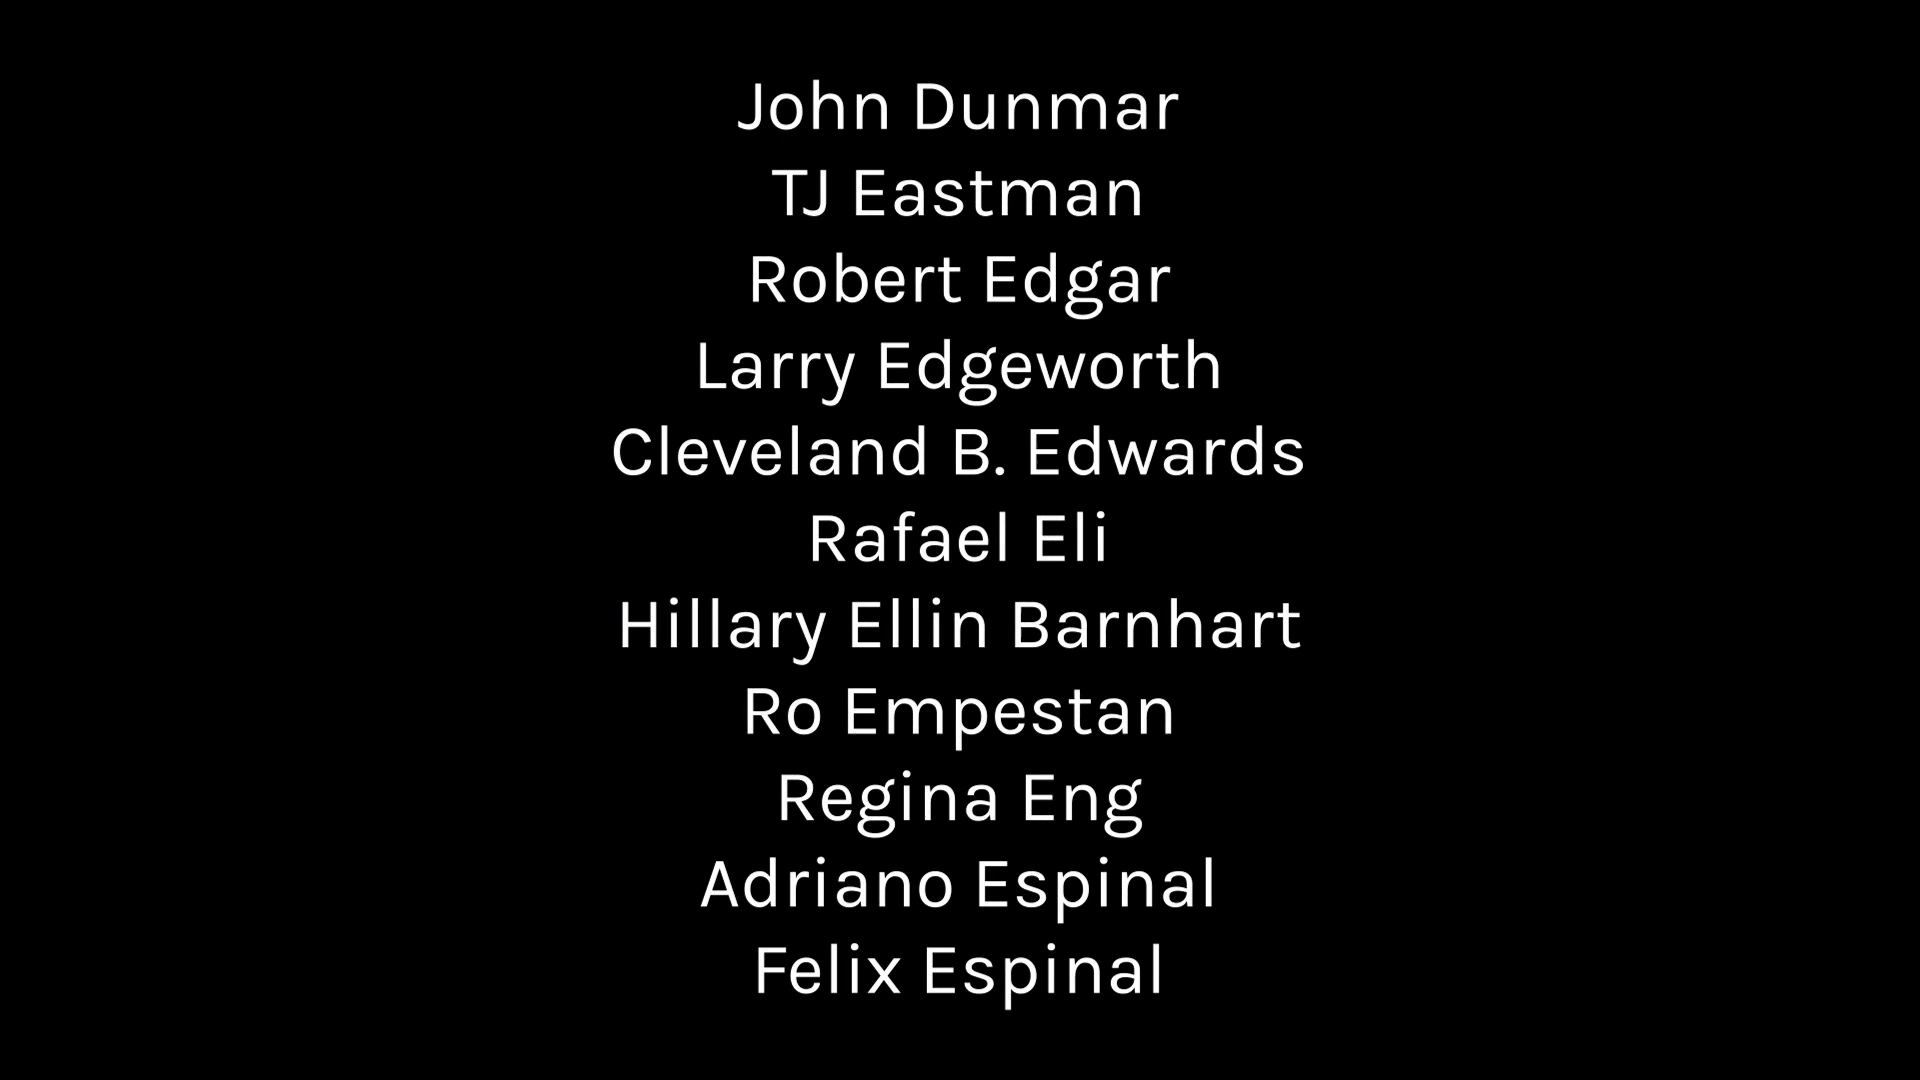 John Dunmar
TJ Eastman
Robert Edgar
Larry Edgeworth
Cleveland B. Edwards
Rafael Eli
Hillary Ellin Barnhart
Ro Empestan
Regina Eng
Adriano Espinal
Felix Espinal